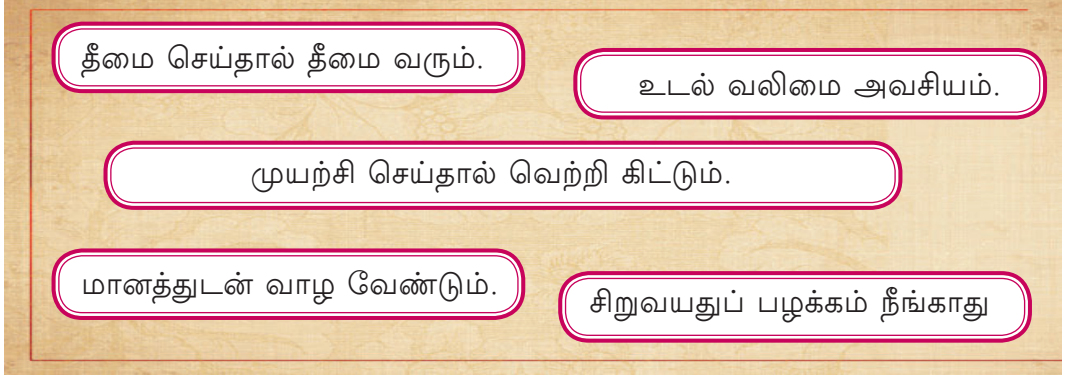 தீமை செய்தால் தீமை வரும்.
உடல் வலிமை அவசியம்.
முயற்சி செய்தால் வெற்றி கிட்டும்.
மானத்துடன் வாழ வேண்டும்.
சிறுவயதுப் பழக்கம் நீங்காது